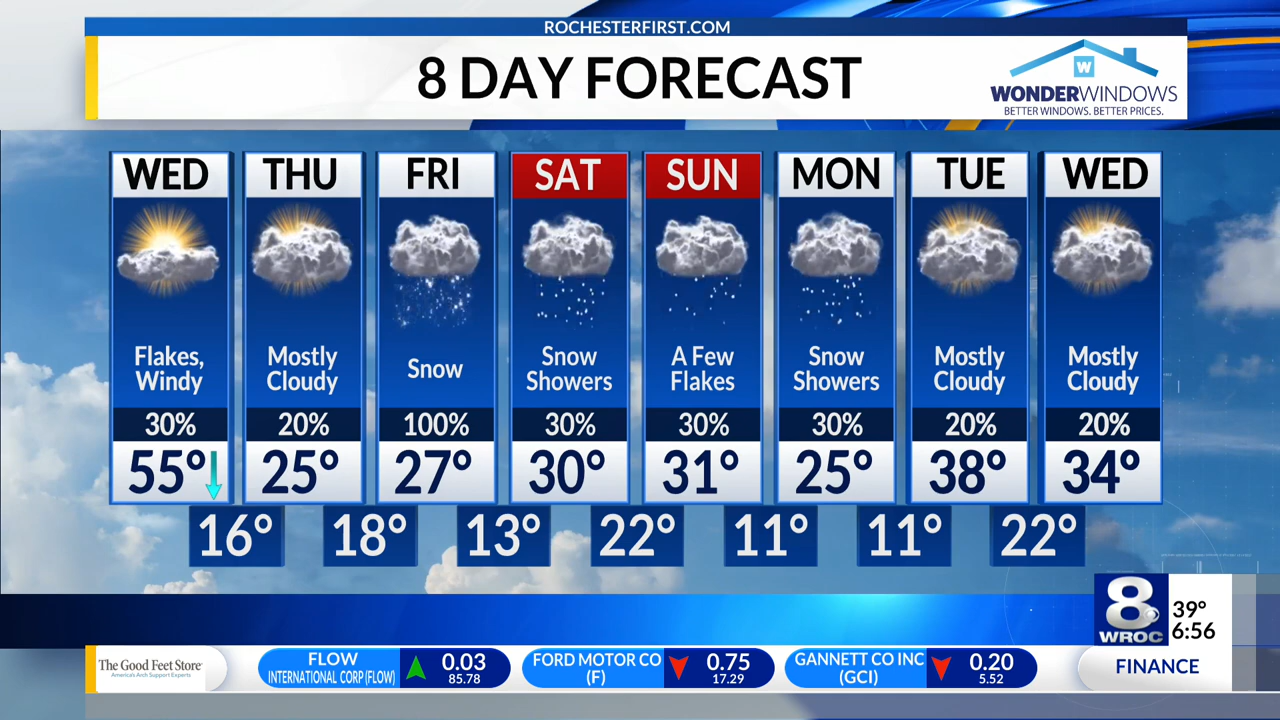 ROCHESTERFIRST.COM
8 DAY FORECAST
W
WONDERWINDOWS
BETTER WINDOWS. BETTER PRICES.
WED THU FRI SAT SUN MON TUE WED
Flakes, Windy
Mostly Cloudy
Snow
Snow Showers
A Few Flakes
Snow Showers
Mostly Cloudy
Mostly Cloudy
30% 20% 100% 30% 30% 30% 20% 20%
55° 25° 27° 30° 31° 25° 38° 34°
16° 18° 13° 22° 11° 11° 22°
8
WROC
39°
6:56
The Good Feet Store
America's Arch Support Experts
FLOW
INTERNATIONAL CORP (FLOW)
0.03
85.78
FORD MOTOR CO
(F)
0.75
17.29
GANNETT CO INC
(GCI)
0.20
5.52
FINANCE